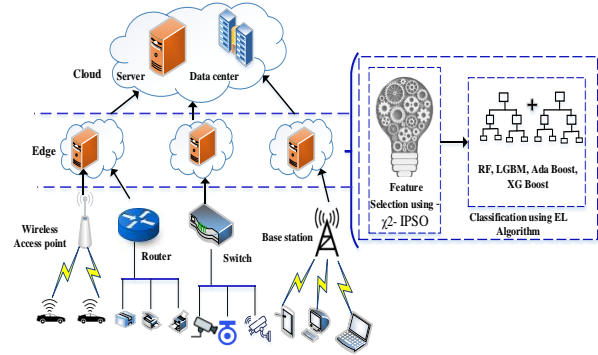 Cloud
Server
Data center
Edge
Wireless
Access point
Router
Switch
Base station
Feature
Selection using -
χ2- IPSO
+
RF, LGBM, Ada Boost,
XG Boost
Classification using EL
Algorithm